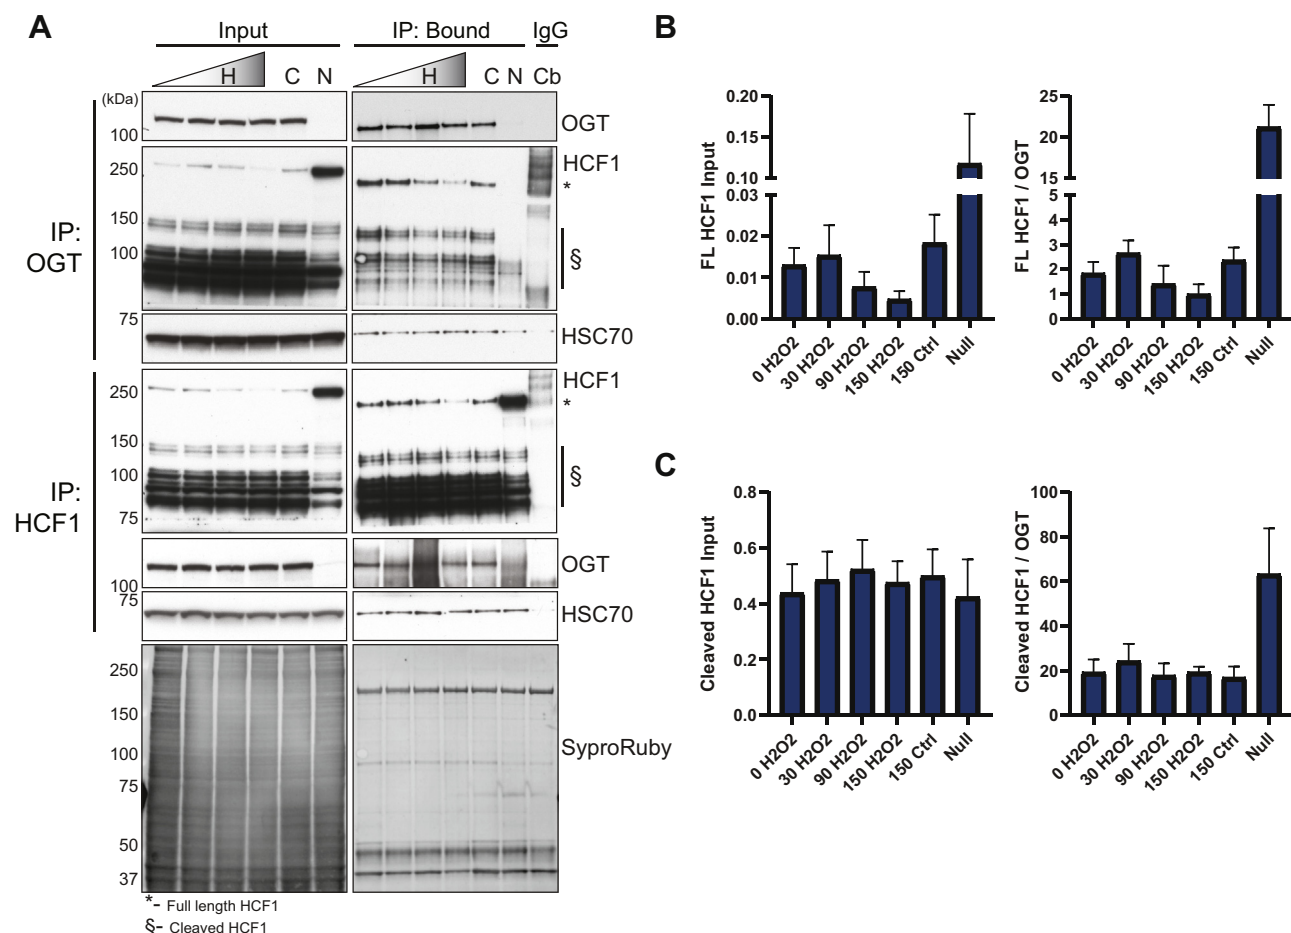 A
Input
IP: Bound
IgG
H
C
N
H
C
N
Cb
(kDa)
100
OGT
250
150
100
HCF1
*
§
IP:
OGT
75
HSC70
250
150
100
75
HCF1
*
§
IP:
HCF1
100
OGT
75
HSC70
250
150
100
75
50
37
SyproRuby
*- Full length HCF1
§- Cleaved HCF1
B
FL HCF1 Input
0.20
0.15
0.10
0.03
0.02
0.01
0.00
0 H2O2
30 H2O2
90 H2O2
150 H2O2
150 Ctrl
Null
FL HCF1 / OGT
25
20
15
5
4
3
2
1
0
0 H2O2
30 H2O2
90 H2O2
150 H2O2
150 Ctrl
Null
C
Cleaved HCF1 Input
0.8
0.6
0.4
0.2
0.0
0 H2O2
30 H2O2
90 H2O2
150 H2O2
150 Ctrl
Null
Cleaved HCF1 / OGT
100
80
60
40
20
0
0 H2O2
30 H2O2
90 H2O2
150 H2O2
150 Ctrl
Null